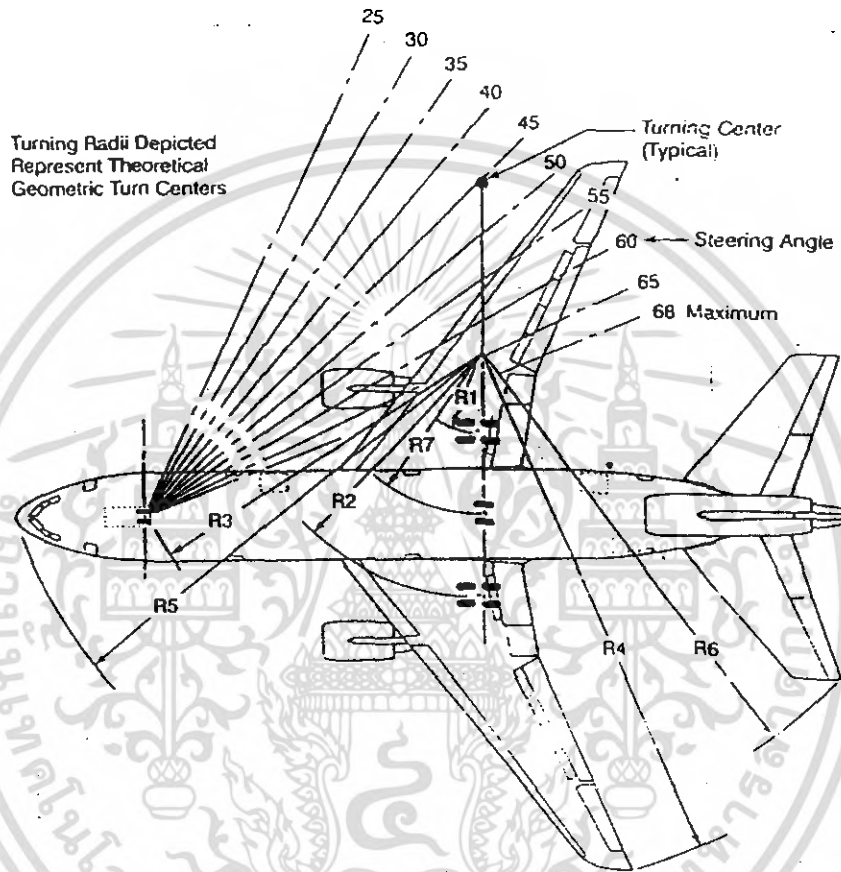 25
30
35
40
45
50
55
60
65
68 Maximum
Turning Radii Depicted
Represent Theoretical
Geometric Turn Centers
Turning Center
(Typical)
Steering Angle
R1
R7
R2
R3
R5
R4
R6